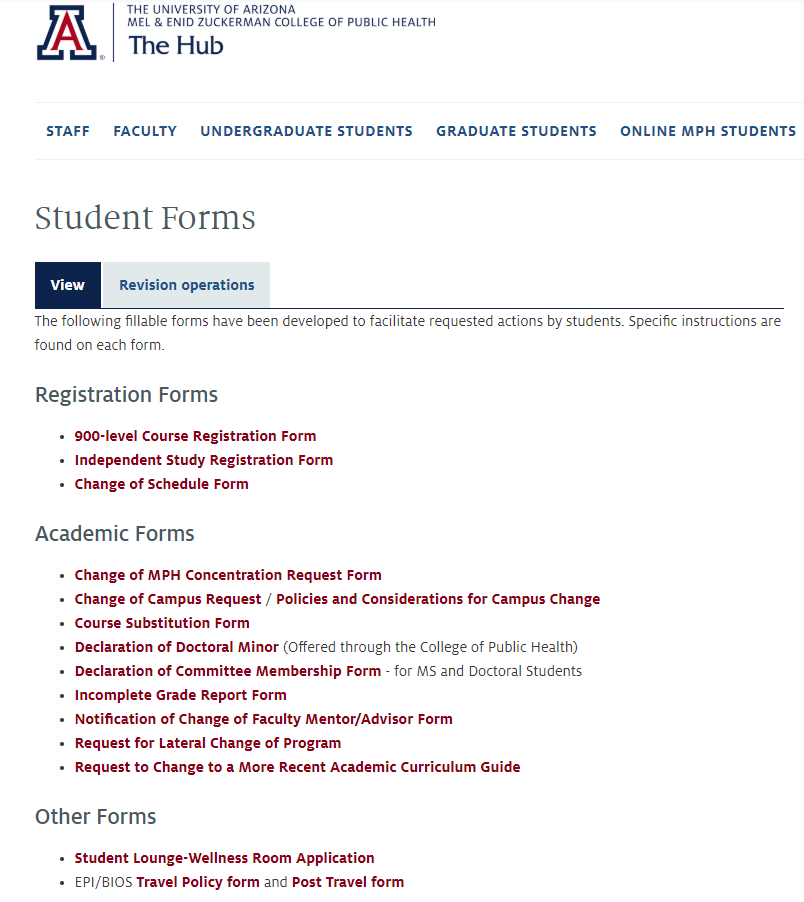 THE UNIVERSITY OF ARIZONA
MEL & ENID ZUCKERMAN COLLEGE OF PUBLIC HEALTH
A® The Hub
STAFF FACULTY UNDERGRADUATE STUDENTS GRADUATE STUDENTS ONLINE MPH STUDENTS
Student Forms
View Revision operations
The following fillable forms have been developed to facilitate requested actions by students. Specific instructions are
found on each form.
Registration Forms
• 900-level Course Registration Form
• Independent Study Registration Form
• Change of Schedule Form
Academic Forms
• Change of MPH Concentration Request Form
• Change of Campus Request / Policies and Considerations for Campus Change
• Course Substitution Form
• Declaration of Doctoral Minor (Offered through the College of Public Health)
• Declaration of Committee Membership Form - for MS and Doctoral Students
• Incomplete Grade Report Form
• Notification of Change of Faculty Mentor/Advisor Form
• Request for Lateral Change of Program
• Request to Change to a More Recent Academic Curriculum Guide
Other Forms
• Student Lounge-Wellness Room Application
• EPI/BIOS Travel Policy form and Post Travel form